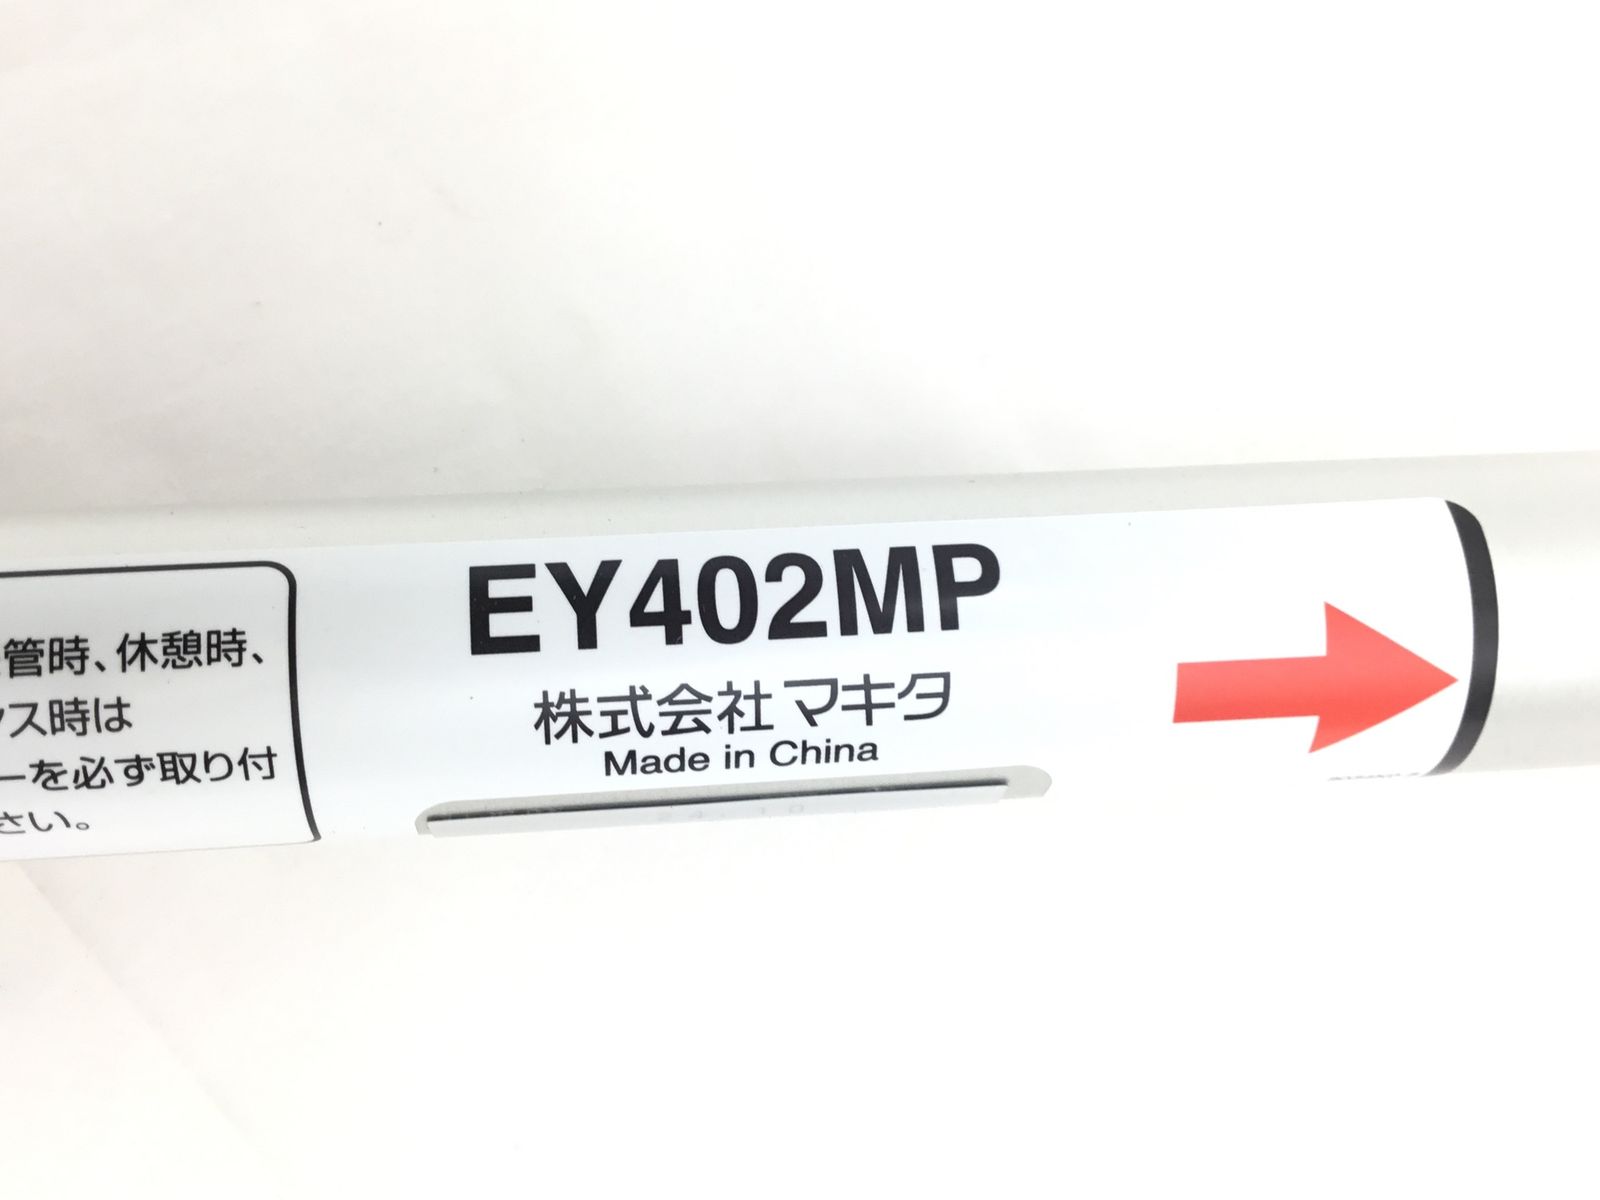 管時、休憩時、
ス時は
ーを必ず取り付
さい。
EY402MP
株式会社マキタ
Made in China